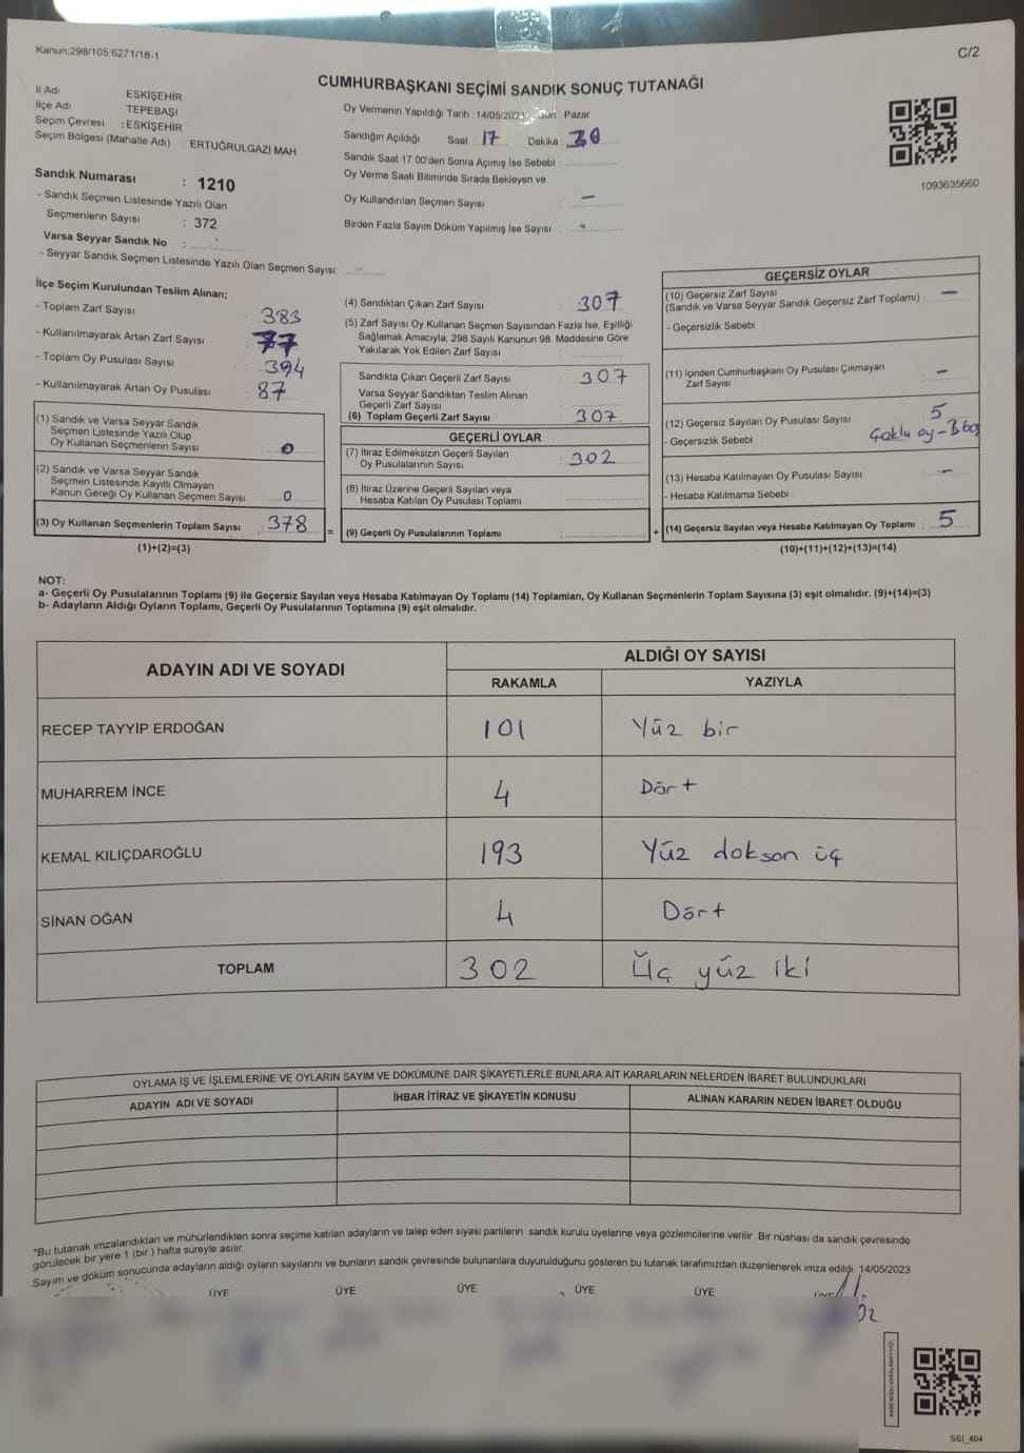 Kanun:298/105,6271/18-1
C/2
CUMHURBAŞKANI SEÇİMİ SANDIK SONUÇ TUTANAĞI
İl Adı ESKİŞEHİR
İlçe Adı TEPEBAŞI
Seçim Çevresi :ESKİŞEHİR
Seçim Bölgesi (Mahalle Adı) ERTUĞRULGAZİ MAH
Sandık Numarası : 1210
- Sandık Seçmen Listesinde Yazılı Olan
Seçmenlerin Sayısı : 372
Varsa Seyyar Sandık No :
- Seyyar Sandık Seçmen Listesinde Yazılı Olan Seçmen Sayısı
Oy Vermenin Yapıldığı Tarih : 14/05/2023 Gün Pazar
Sandığın Açıldığı Saat 17 Dakika 30
Sandık Saat 17.00'den Sonra Açımış İse Sebebi
Oy Verme Saati Bitiminde Sırada Bekleyen ve
Oy Kullandırılan Seçmen Sayısı —
Birden Fazla Sayım Döküm Yapılmış İse Sayısı
1093635660
İlçe Seçim Kurulundan Teslim Alınan;
- Toplam Zarf Sayısı 383
- Kullanılmayarak Artan Zarf Sayısı 77
- Toplam Oy Pusulası Sayısı 394
- Kullanılmayarak Artan Oy Pusulası 87
(1) Sandık ve Varsa Seyyar Sandık
Seçmen Listesinde Yazılı Olup
Oy Kullanan Seçmenlerin Sayısı 0
(2) Sandık ve Varsa Seyyar Sandık
Seçmen Listesinde Kayıtlı Olmayan
Kanun Gereği Oy Kullanan Seçmen Sayısı 0
(3) Oy Kullanan Seçmenlerin Toplam Sayısı 378
(1)+(2)=(3)
(4) Sandıktan Çıkan Zarf Sayısı 307
(5) Zarf Sayısı Oy Kullanan Seçmen Sayısından Fazla İse, Eşitliği
Sağlamak Amacıyla, 298 Sayılı Kanunun 98. Maddesine Göre
Yakılarak Yok Edilen Zarf Sayısı
Sandıkta Çıkan Geçerli Zarf Sayısı 307
Varsa Seyyar Sandıktan Teslim Alınan
Geçerli Zarf Sayısı
(6) Toplam Geçerli Zarf Sayısı 307
GEÇERLİ OYLAR
(7) İtiraz Edilmeksizin Geçerli Sayılan
Oy Pusulalarının Sayısı 302
(8) İtiraz Üzerine Geçerli Sayılan veya
Hesaba Katılan Oy Pusulası Toplamı
= (9) Geçerli Oy Pusulalarının Toplamı
GEÇERSİZ OYLAR
(10) Geçersiz Zarf Sayısı —
(Sandık ve Varsa Seyyar Sandık Geçersiz Zarf Toplamı)
- Geçersizlik Sebebi
(11) İçinden Cumhurbaşkanı Oy Pusulası Çıkmayan
Zarf Sayısı —
(12) Geçersiz Sayılan Oy Pusulası Sayısı 5
- Geçersizlik Sebebi Çoklu oy-3 boş
(13) Hesaba Katılmayan Oy Pusulası Sayısı —
- Hesaba Katılmama Sebebi
+ (14) Geçersiz Sayılan veya Hesaba Katılmayan Oy Toplamı : 5
(10)+(11)+(12)+(13)=(14)
NOT:
a- Geçerli Oy Pusulalarının Toplamı (9) ile Geçersiz Sayılan veya Hesaba Katılmayan Oy Toplamı (14) Toplamları, Oy Kullanan Seçmenlerin Toplam Sayısına (3) eşit olmalıdır. (9)+(14)=(3)
b- Adayların Aldığı Oyların Toplamı, Geçerli Oy Pusulalarının Toplamına (9) eşit olmalıdır.
ADAYIN ADI VE SOYADI ALDIĞI OY SAYISI
RAKAMLA YAZIYLA
RECEP TAYYİP ERDOĞAN 101 Yüz bir
MUHARREM İNCE 4 Dört
KEMAL KILIÇDAROĞLU 193 Yüz dokson üç
SİNAN OĞAN 4 Dört
TOPLAM 302 Üç yüz iki
OYLAMA İŞ VE İŞLEMLERİNE VE OYLARIN SAYIM VE DÖKÜMÜNE DAİR ŞİKAYETLERLE BUNLARA AİT KARARLARIN NELERDEN İBARET BULUNDUKLARI
ADAYIN ADI VE SOYADI İHBAR İTİRAZ VE ŞİKAYETİN KONUSU ALINAN KARARIN NEDEN İBARET OLDUĞU
"Bu tutanak imzalandıktan ve mühürlendikten sonra seçime katılan adayların ve talep eden siyasi partilerin sandık kurulu üyelerine veya gözlemcilerine verilir. Bir nüshası da sandık çevresinde
görülecek bir yere 1 (bir ) hafta süreyle asılır.
Sayım ve döküm sonucunda adayların aldığı oyların sayılarını ve bunların sandık çevresinde bulunanlara duyurulduğunu gösteren bu tutanak tarafımızdan düzenlenerek imza edildi. 14/05/2023
ÜYE ÜYE ÜYE ÜYE ÜYE
SGI_404